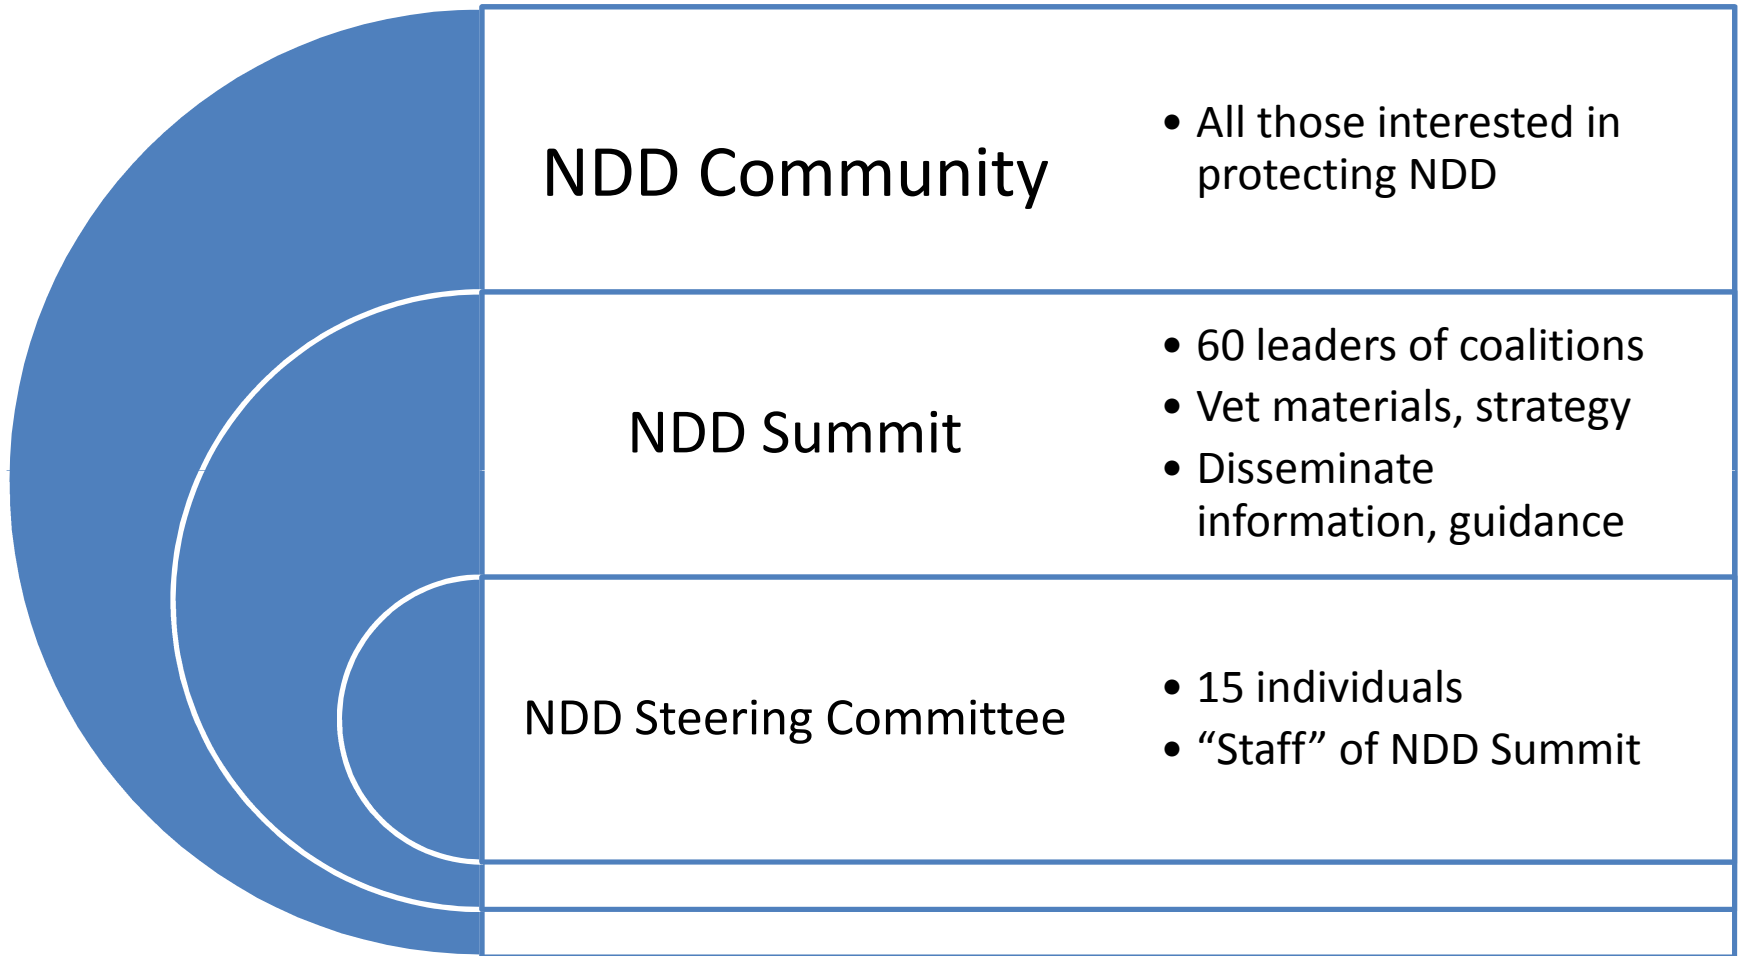 NDD Community
• All those interested in
protecting NDD
NDD Summit
• 60 leaders of coalitions
• Vet materials, strategy
• Disseminate
information, guidance
NDD Steering Committee
• 15 individuals
• “Staff” of NDD Summit